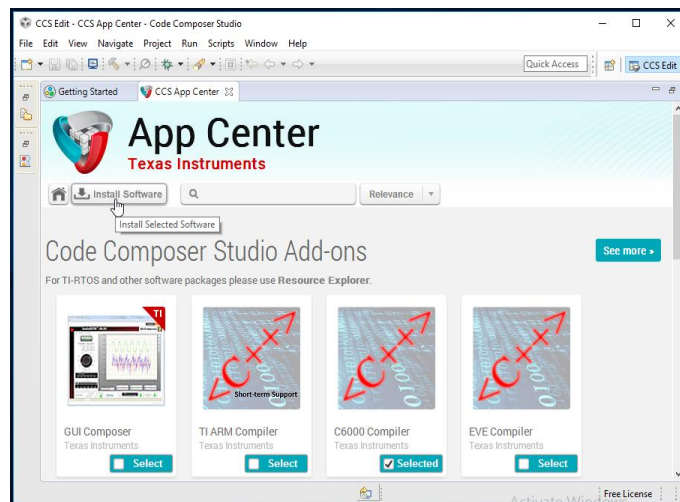 CCS Edit - CCS App Center - Code Composer Studio
File Edit View Navigate Project Run Scripts Window Help
Quick Access CCS Edit
Getting Started CCS App Center
App Center
Texas Instruments
Install Software Relevance
Install Selected Software
Code Composer Studio Add-ons See more »
For TI-RTOS and other software packages please use Resource Explorer.
TI
<C++>
Short-term Support
<C++>
<C++>
GUI Composer TI ARM Compiler C6000 Compiler EVE Compiler
Texas Instruments Texas Instruments Texas Instruments Texas Instruments
Select Select Selected Select
Activate Windows Free License